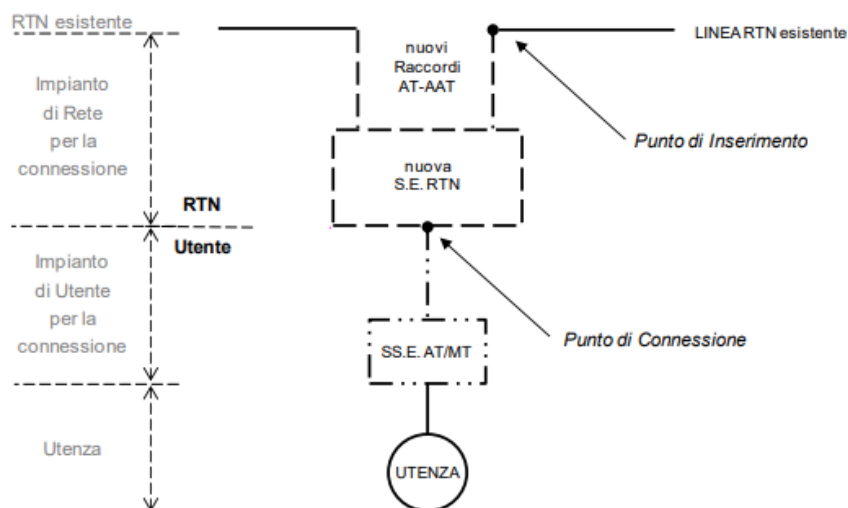 RTN esistente
LINEA RTN esistente
nuovi
Raccordi
AT-AAT
Impianto
di Rete
per la
connessione
Punto di Inserimento
nuova
S.E. RTN
RTN
Utente
Impianto
di Utente
per la
connessione
Punto di Connessione
SS.E. AT/MT
Utenza
UTENZA